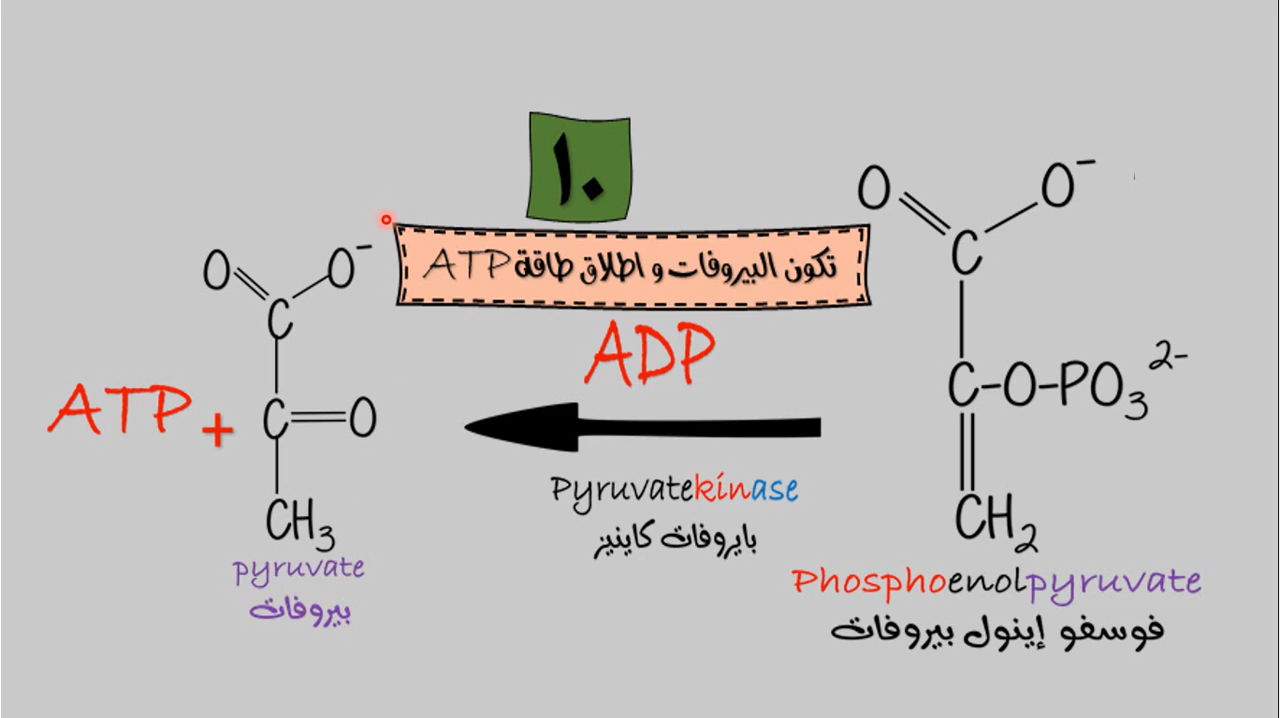 ١٠
تكون البيروفات و اطلاق طاقة ATP
O O⁻
C
C-O-PO₃²⁻
CH₂
Phosphoenolpyruvate
فوسفو إينول بيروفات
ADP
Pyruvatekinase
بايروفات كاينيز
O O⁻
C
ATP + C=O
CH₃
pyruvate
بيروفات